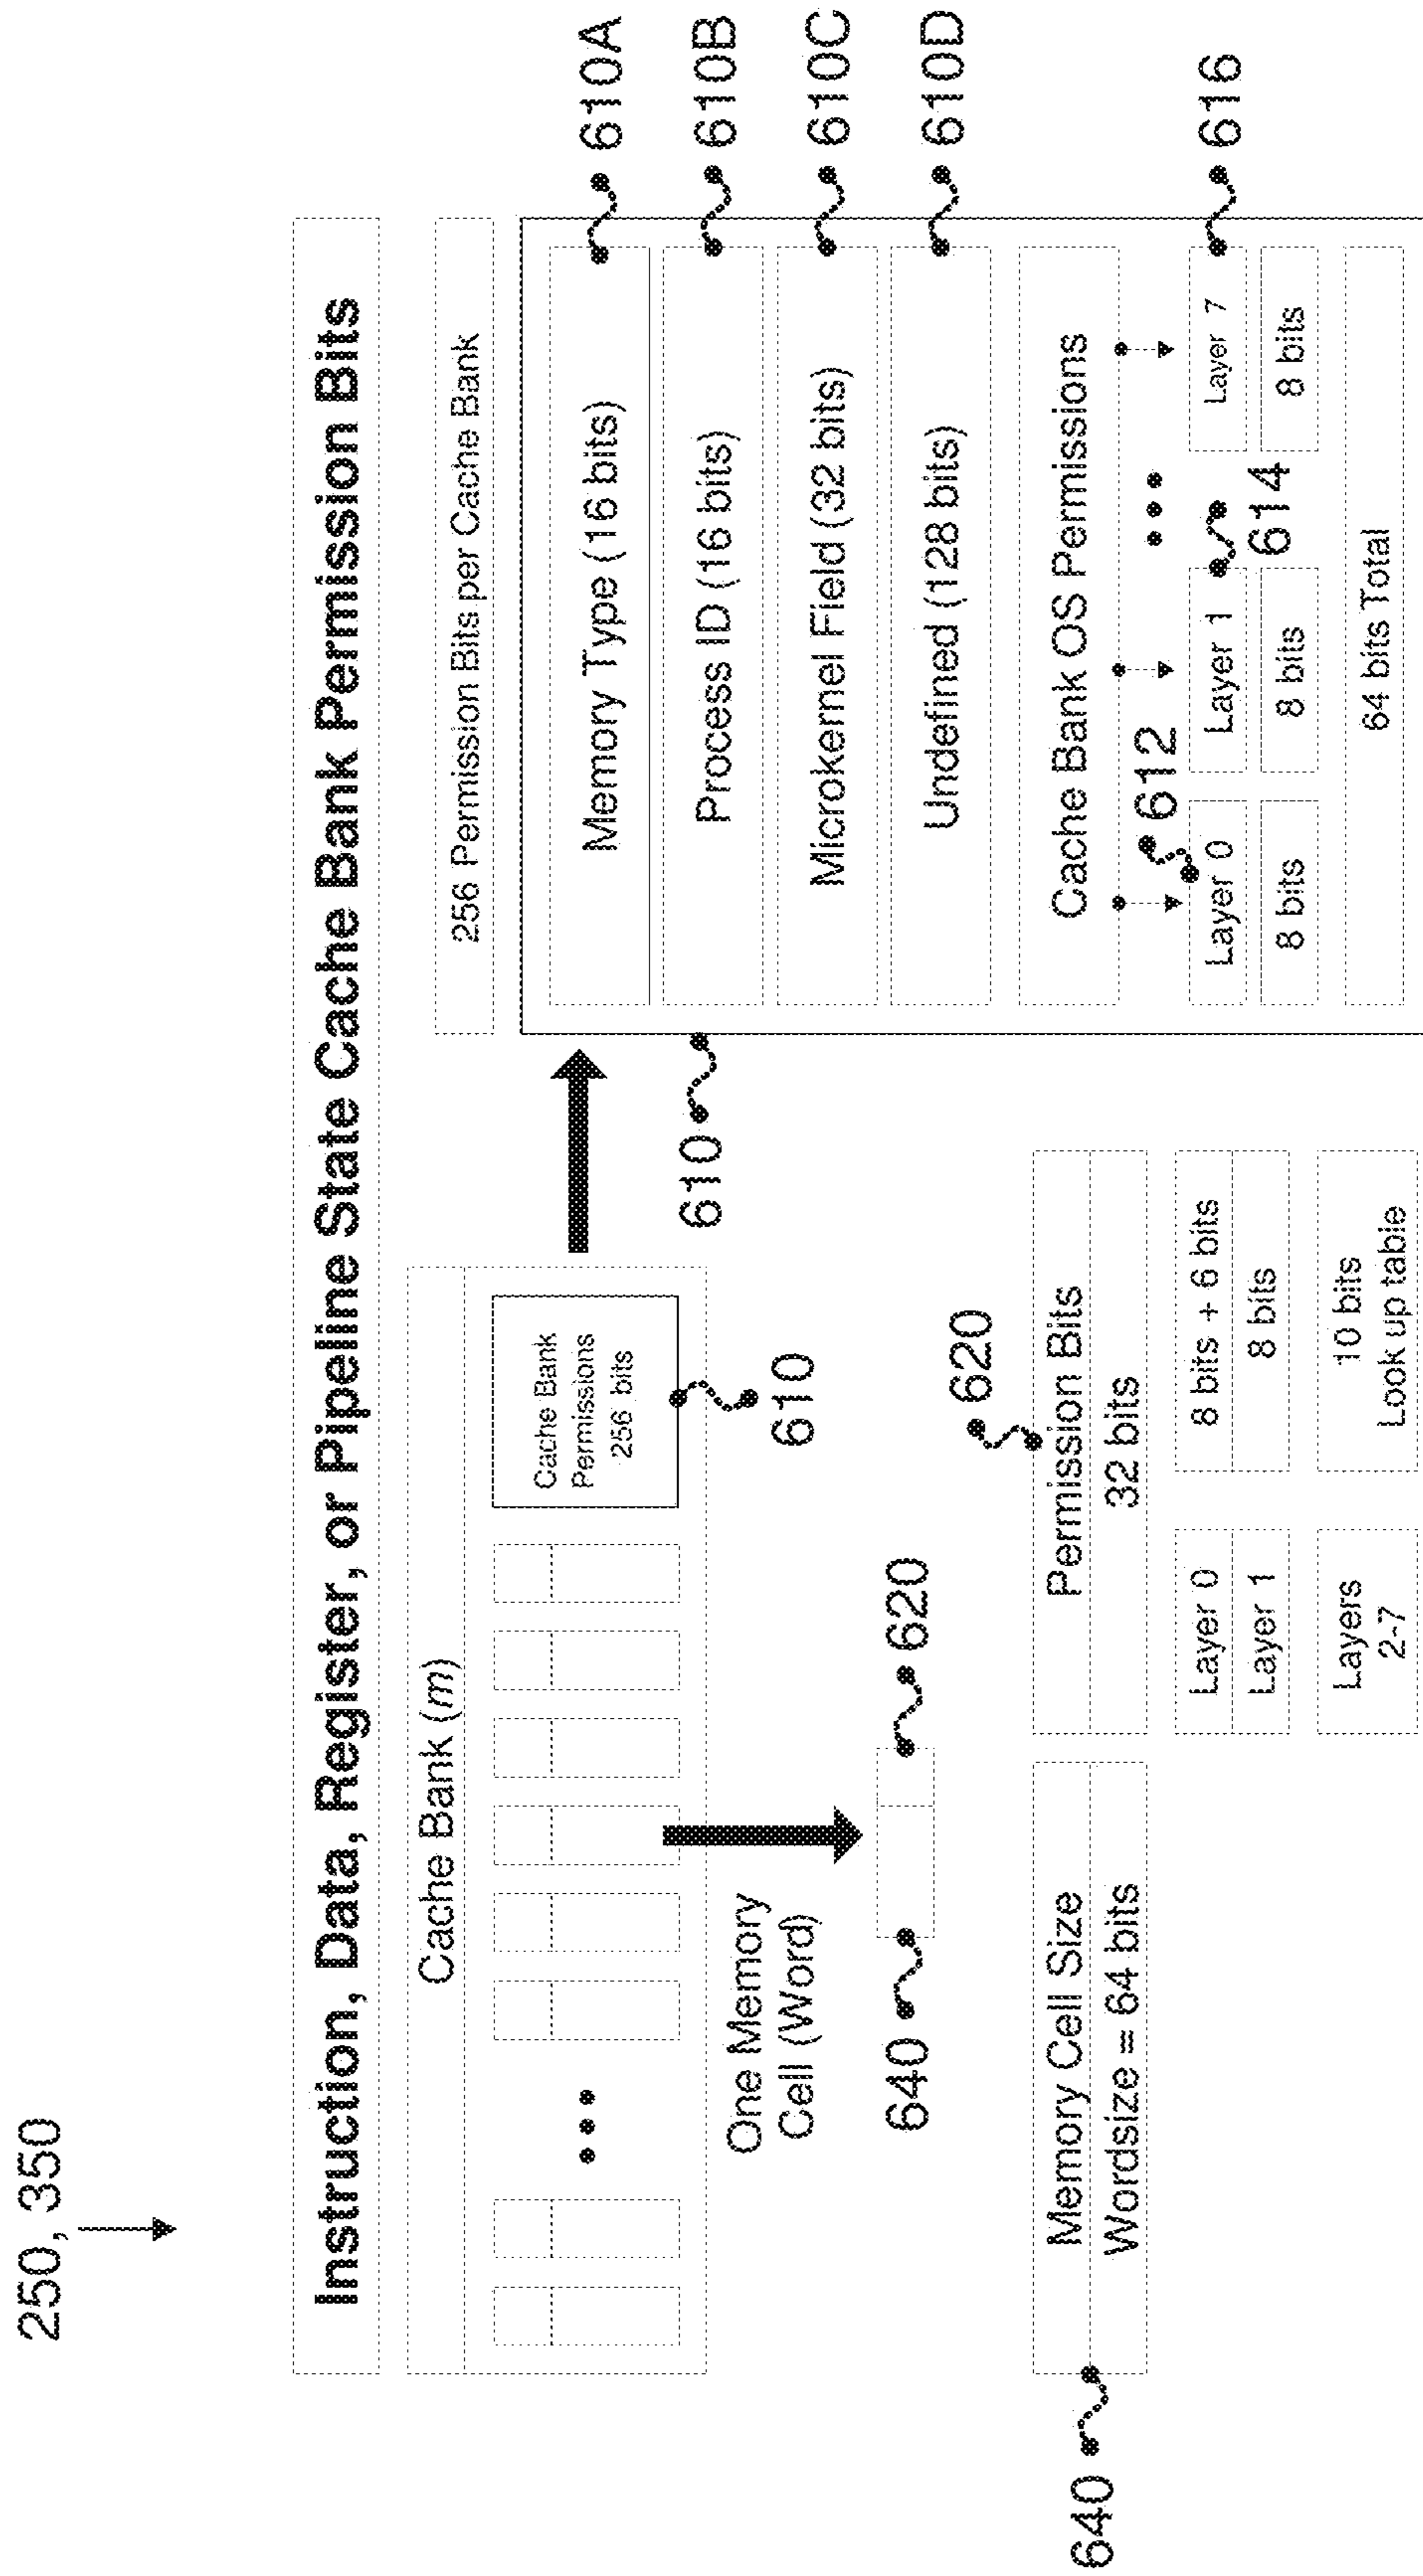 250, 350
Instruction, Data, Register, or Pipeline State Cache Bank Permission Bits
Cache Bank (m)
Cache Bank
Permissions
256 bits
610
One Memory
Cell (Word)
640
620
640
Memory Cell Size
Wordsize = 64 bits
620
Permission Bits
32 bits
Layer 0
8 bits + 6 bits
Layer 1
8 bits
Layers
2-7
10 bits
Look up table
256 Permission Bits per Cache Bank
610
Memory Type (16 bits)
610A
Process ID (16 bits)
610B
Microkernel Field (32 bits)
610C
Undefined (128 bits)
610D
Cache Bank OS Permissions
612
Layer 0
Layer 1
Layer 7
616
614
8 bits
8 bits
8 bits
64 bits Total